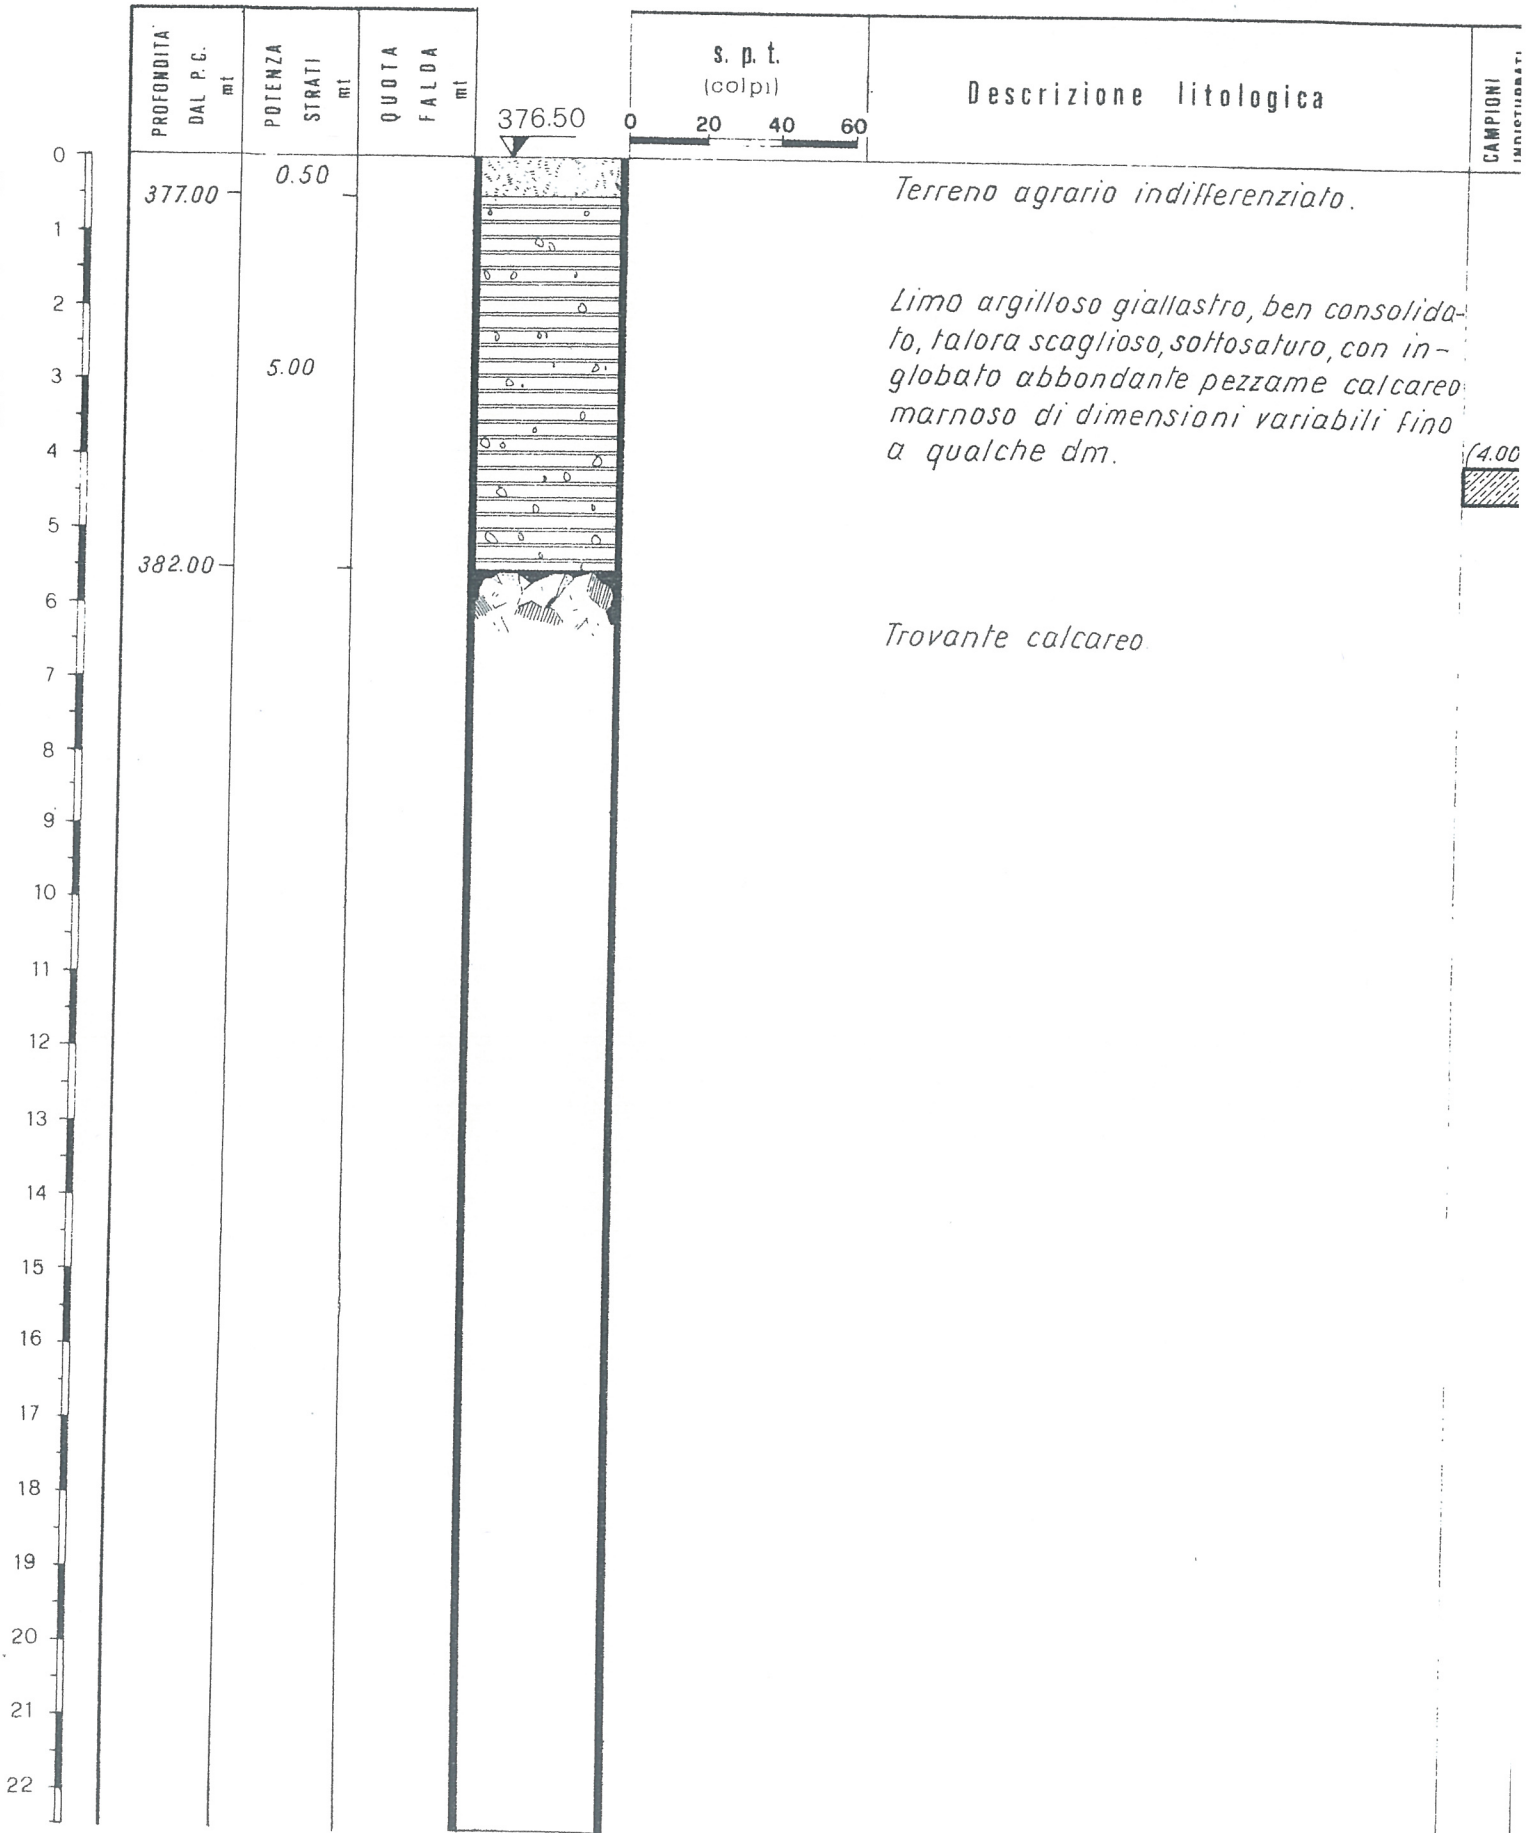 PROFONDITA'
DAL P.C.
mt
POTENZA
STRATI
mt
QUOTA
FALDA
mt
376.50
s. p. t.
(colpi)
0 20 40 60
Descrizione litologica
CAMPIONI
0
377.00
0.50
Terreno agrario indifferenziato.
1
2
Limo argilloso giallastro, ben consolida-
to, talora scaglioso, sottosaturo, con in-
globato abbondante pezzame calcareo
marnoso di dimensioni variabili fino
a qualche dm.
3
5.00
4
(4.00
5
382.00
6
Trovante calcareo
7
8
9
10
11
12
13
14
15
16
17
18
19
20
21
22